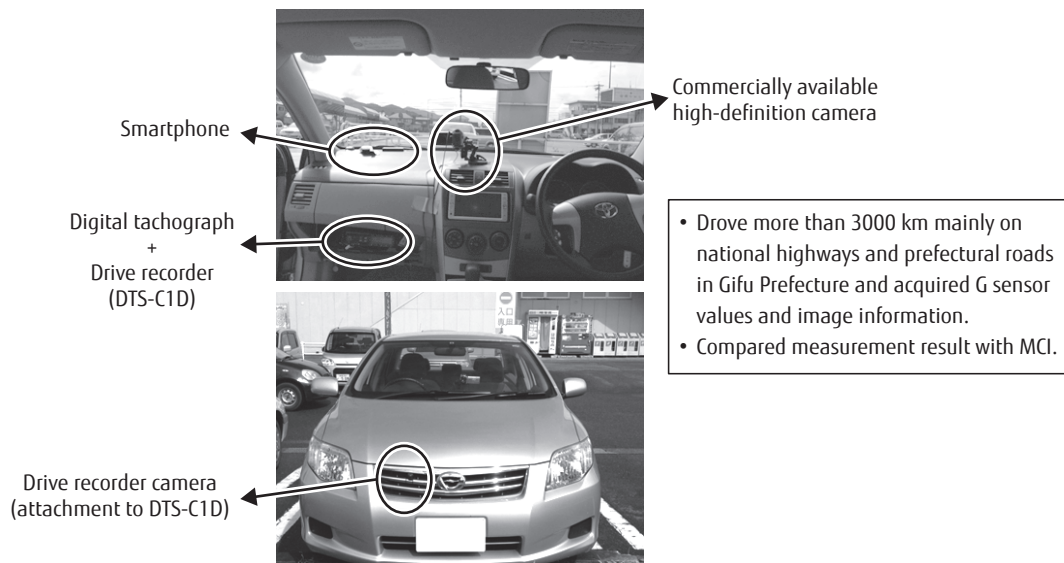 Smartphone
Commercially available
high-definition camera
Digital tachograph
+
Drive recorder
(DTS-C1D)
• Drove more than 3000 km mainly on
national highways and prefectural roads
in Gifu Prefecture and acquired G sensor
values and image information.
• Compared measurement result with MCI.
入口
Drive recorder camera
(attachment to DTS-C1D)